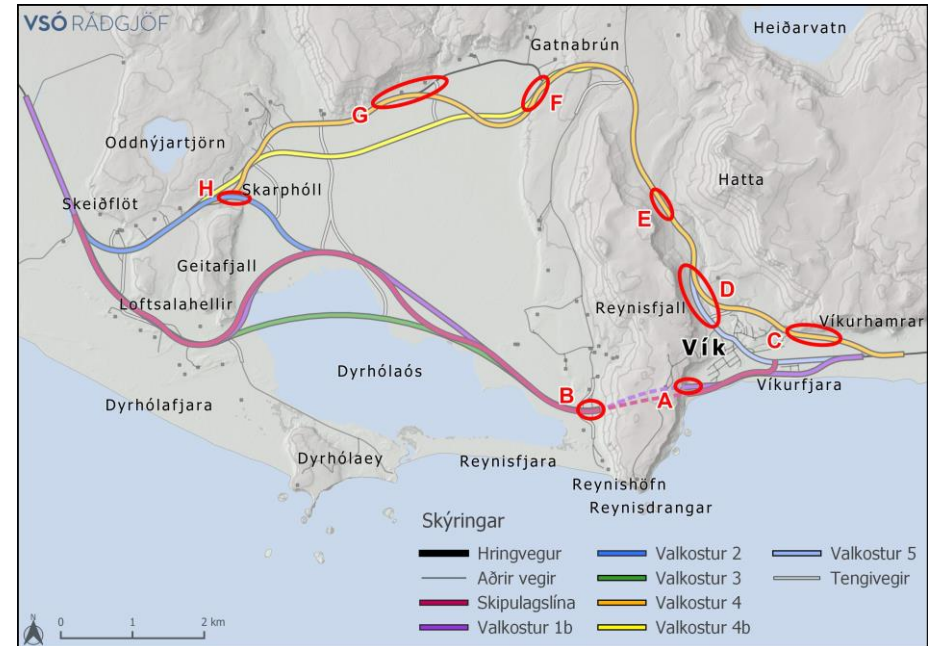 VSÓ RÁÐGJÖF
Heiðarvatn
Gatnabrún
F
G
Oddnýjartjörn
H
Skarphóll
Hatta
Skeiðflöt
E
Geitafjall
Reynisfjall
D
Loftsalahellir
Víkurhamrar
C
Vík
Dyrhólaós
B
A
Víkurfjara
Dyrhólafjara
Dyrhólaey
Reynisfjara
Reynishöfn
Reynisdrangar
Skýringar
Hringvegur
Valkostur 2
Valkostur 5
Aðrir vegir
Valkostur 3
Tengivegir
Skipulagslína
Valkostur 4
Valkostur 1b
Valkostur 4b
N
0 1 2 km